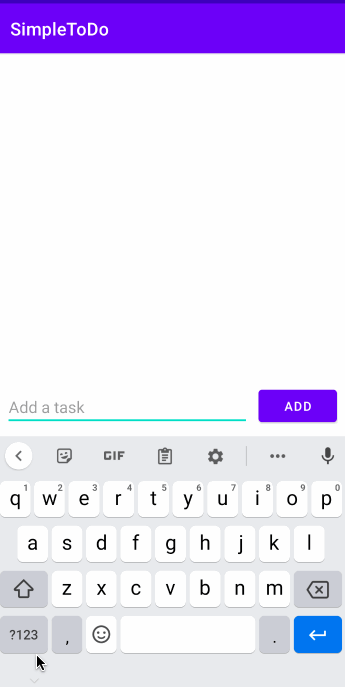 SimpleToDo
Add a task
ADD
GIF
q1 w2 e3 r4 t5 y6 u7 i8 o9 p0
a s d f g h j k l
z x c v b n m
?123 , .